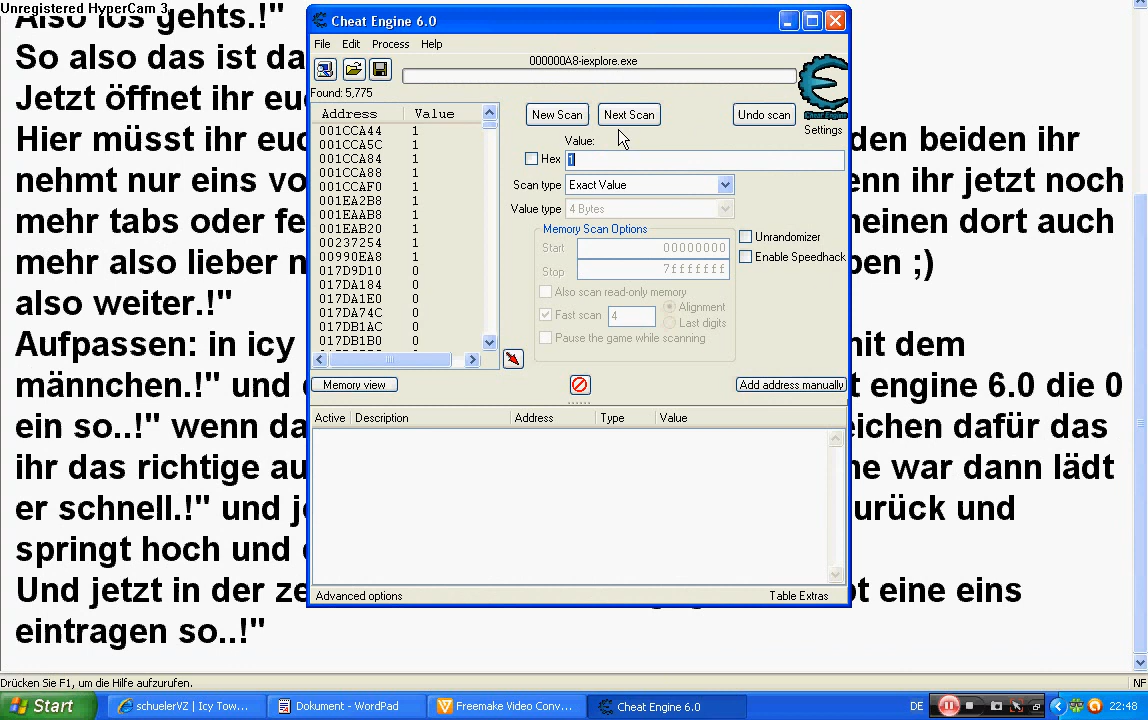 Unregistered HyperCam 3
Also los gehts.!"
So also das ist da
Jetzt öffnet ihr eu
Hier müsst ihr euc
den beiden ihr
nehmt nur eins vo
enn ihr jetzt noch
mehr tabs oder fe
heinen dort auch
mehr also lieber n
ben ;)
also weiter.!"
Aufpassen: in icy
mit dem
männchen.!" und
t engine 6.0 die 0
ein so..!" wenn da
eichen dafür das
ihr das richtige au
he war dann lädt
er schnell.!" und je
urück und
springt hoch und
Und jetzt in der ze
bt eine eins
eintragen so..!"
Cheat Engine 6.0
File Edit Process Help
000000A8-iexplore.exe
Found: 5,775
Address Value
001CCA44 1
001CCA5C 1
001CCA84 1
001CCA88 1
001CCAF0 1
001EA2B8 1
001EAAB8 1
001EAB20 1
00237254 1
00990EA8 1
017D9D10 0
017DA184 0
017DA1E0 0
017DA74C 0
017DB1AC 0
017DB1B0 0
New Scan Next Scan Undo scan
Cheat Engine
Settings
Value:
Hex 1
Scan type Exact Value
Value type 4 Bytes
Memory Scan Options
Start 00000000
Stop 7fffffff
Also scan read-only memory
Fast scan 4 Alignment
Last digits
Pause the game while scanning
Unrandomizer
Enable Speedhack
Memory view Add address manually
Active Description Address Type Value
Advanced options Table Extras
Drücken Sie F1, um die Hilfe aufzurufen. NF
Start schuelerVZ | Icy Tow... Dokument - WordPad Freemake Video Conv... Cheat Engine 6.0 DE 22:48